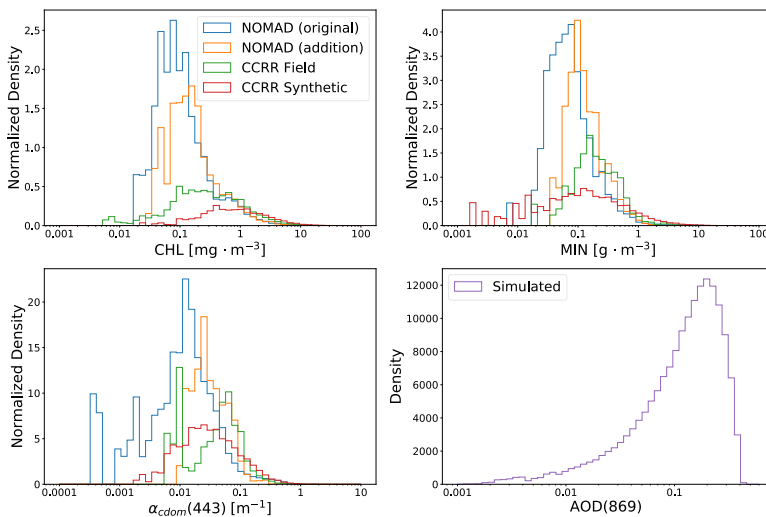 NOMAD (original)
NOMAD (addition)
CCRR Field
CCRR Synthetic
Normalized Density
2.5
2.0
1.5
1.0
0.5
0.0
0.001 0.01 0.1 1 10 100
CHL [mg · m⁻³]
Normalized Density
4.0
3.5
3.0
2.5
2.0
1.5
1.0
0.5
0.0
0.001 0.01 0.1 1 10 100
MIN [g · m⁻³]
Normalized Density
20
15
10
5
0
0.0001 0.001 0.01 0.1 1 10
α_cdom(443) [m⁻¹]
Simulated
Density
12000
10000
8000
6000
4000
2000
0
0.001 0.01 0.1
AOD(869)